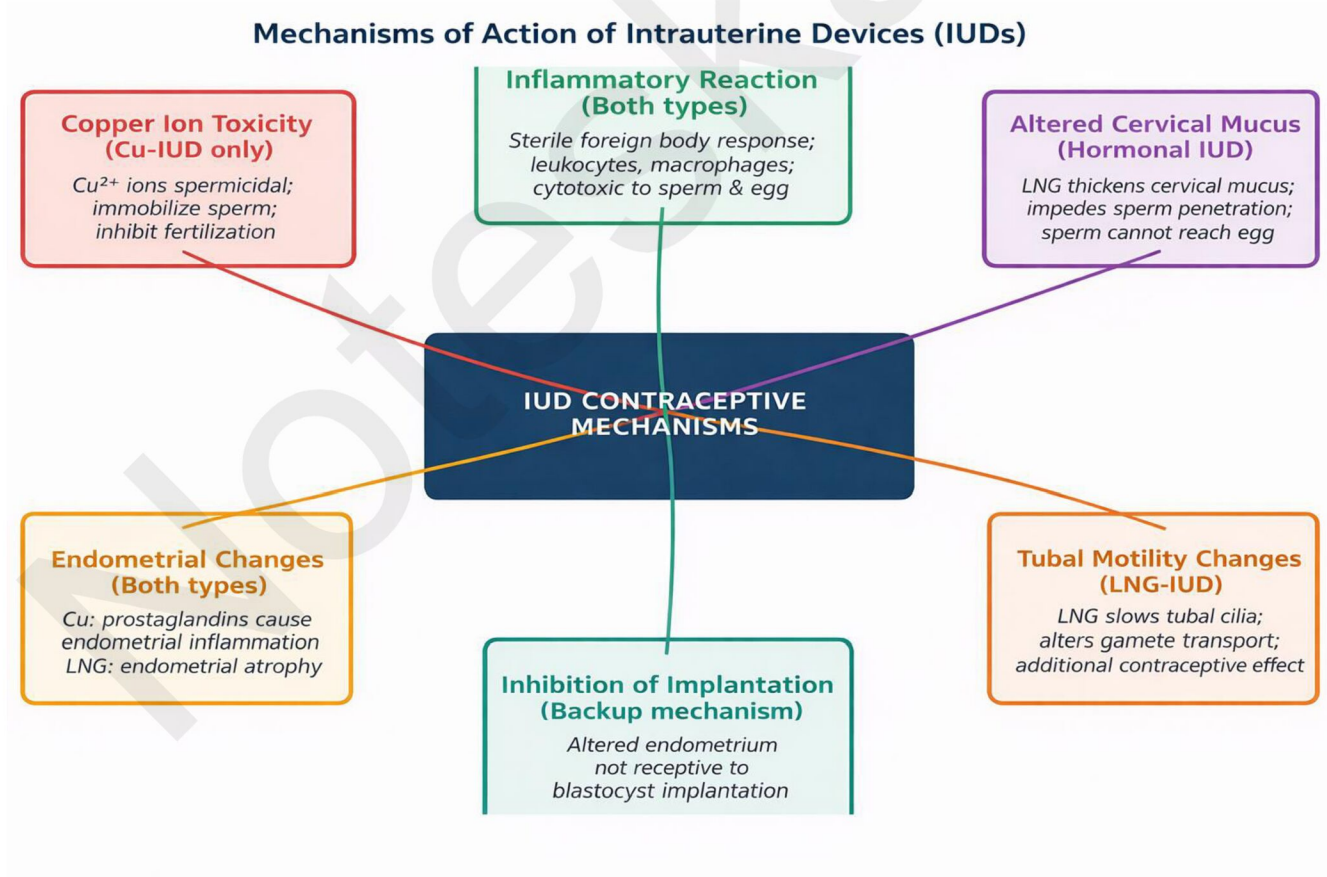 Mechanisms of Action of Intrauterine Devices (IUDs)
Copper Ion Toxicity
(Cu-IUD only)
Cu²⁺ ions spermicidal;
immobilize sperm;
inhibit fertilization
Inflammatory Reaction
(Both types)
Sterile foreign body response;
leukocytes, macrophages;
cytotoxic to sperm & egg
Altered Cervical Mucus
(Hormonal IUD)
LNG thickens cervical mucus;
impedes sperm penetration;
sperm cannot reach egg
IUD CONTRACEPTIVE
MECHANISMS
Endometrial Changes
(Both types)
Cu: prostaglandins cause
endometrial inflammation
LNG: endometrial atrophy
Inhibition of Implantation
(Backup mechanism)
Altered endometrium
not receptive to
blastocyst implantation
Tubal Motility Changes
(LNG-IUD)
LNG slows tubal cilia;
alters gamete transport;
additional contraceptive effect